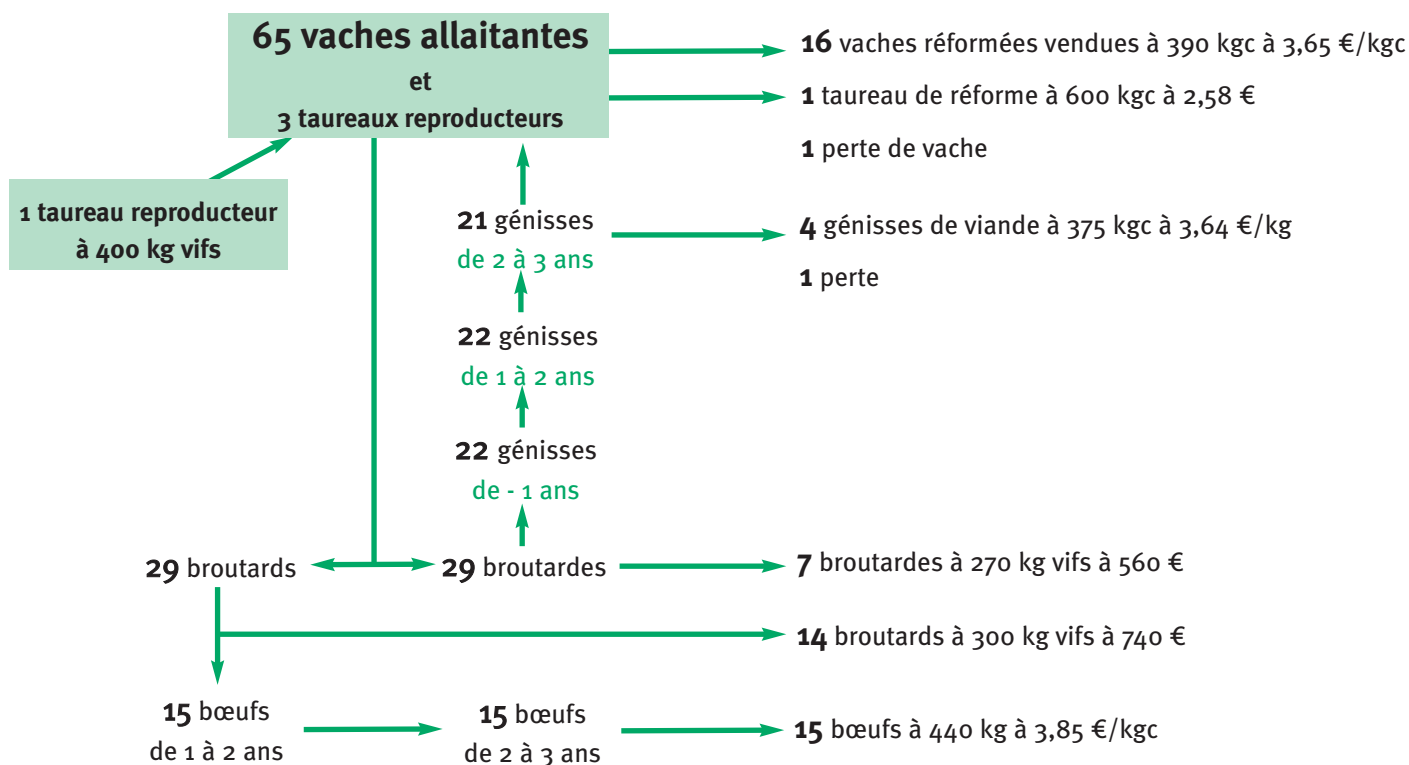 65 vaches allaitantes
et
3 taureaux reproducteurs
16 vaches réformées vendues à 390 kgc à 3,65 €/kgc
1 taureau de réforme à 600 kgc à 2,58 €
1 perte de vache
1 taureau reproducteur
à 400 kg vifs
21 génisses
de 2 à 3 ans
4 génisses de viande à 375 kgc à 3,64 €/kg
1 perte
22 génisses
de 1 à 2 ans
22 génisses
de - 1 ans
29 broutards
29 broutardes
7 broutardes à 270 kg vifs à 560 €
14 broutards à 300 kg vifs à 740 €
15 bœufs
de 1 à 2 ans
15 bœufs
de 2 à 3 ans
15 bœufs à 440 kg à 3,85 €/kgc